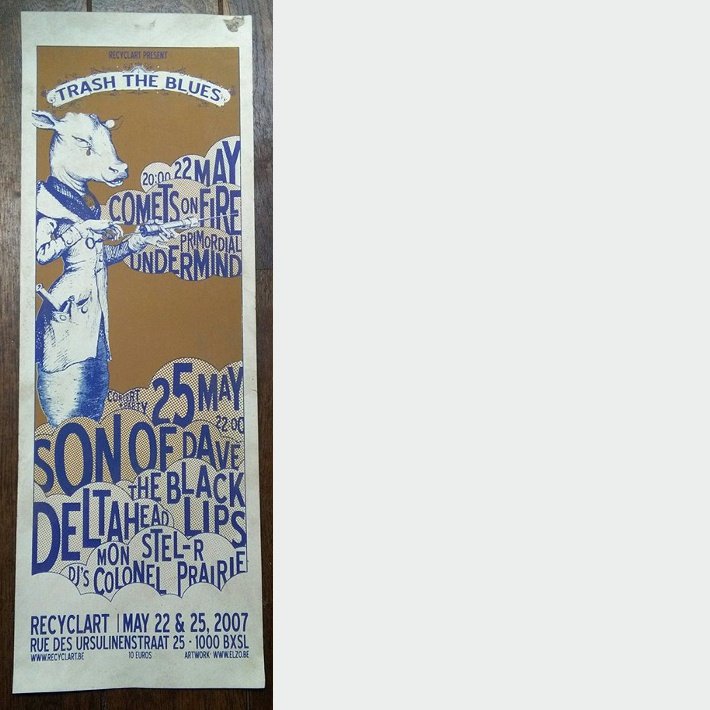 RECYCLART PRESENT
TRASH THE BLUES
20:00 22 MAY
COMETS ON FIRE
PRIMORDIAL
UNDERMIND
CONCERT
+ PARTY
25 MAY
22:00
SON OF DAVE
THE BLACK
LIPS
DELTAHEAD
MON STEL-R
DJ'S COLONEL PRAIRIE
RECYCLART | MAY 22 & 25, 2007
RUE DES URSULINENSTRAAT 25 - 1000 BXSL
WWW.RECYCLART.BE 10 EUROS ARTWORK WWW.ELZO.BE